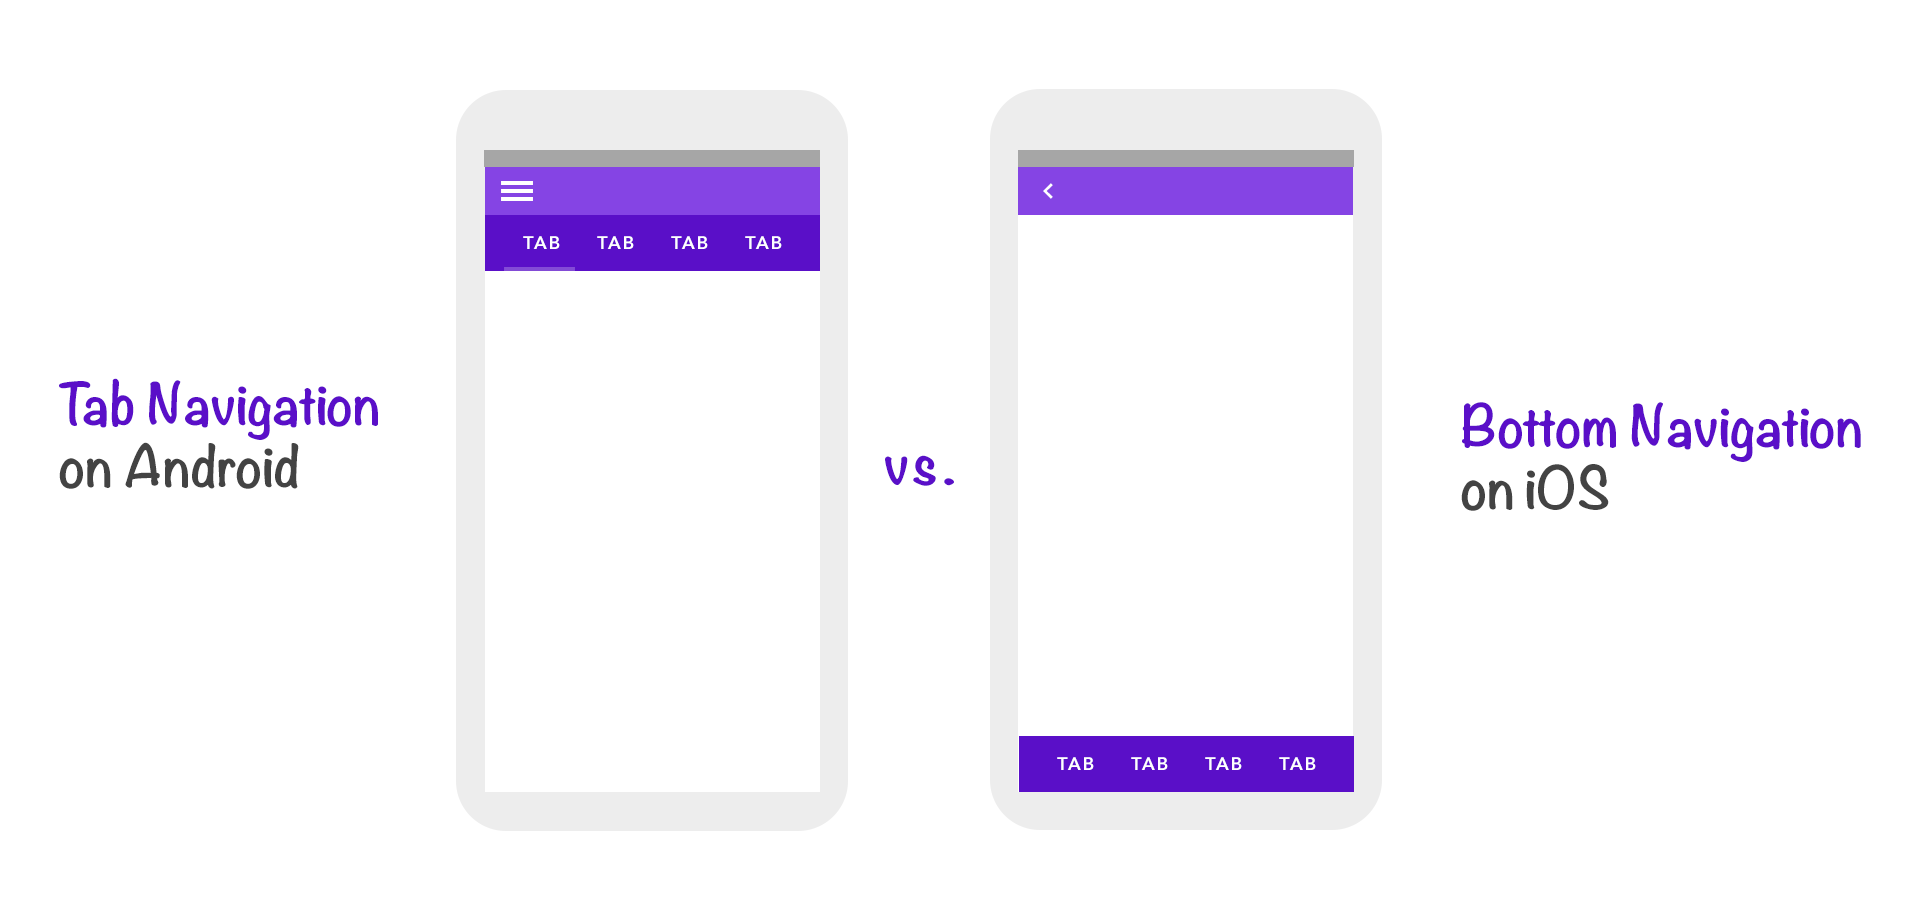 Tab Navigation
on Android
TAB TAB TAB TAB
vs.
TAB TAB TAB TAB
Bottom Navigation
on iOS